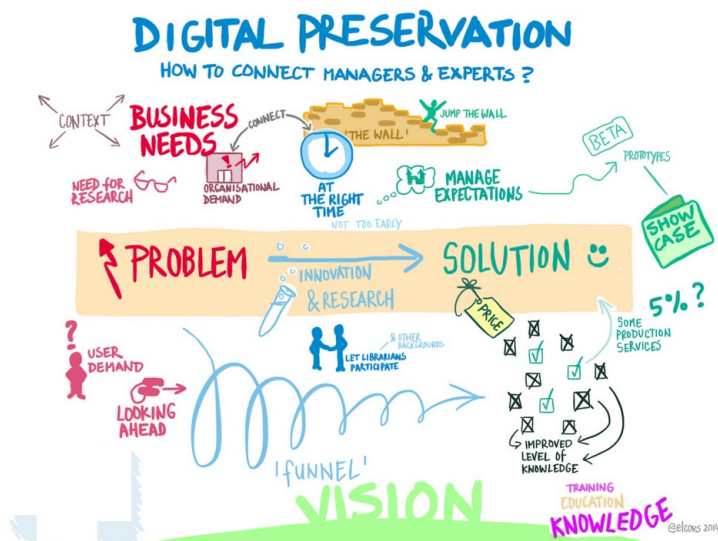 DIGITAL PRESERVATION
HOW TO CONNECT MANAGERS & EXPERTS?
CONTEXT
BUSINESS
NEEDS
CONNECT
'THE WALL'
JUMP THE WALL
NEED FOR
RESEARCH
ORGANISATIONAL
DEMAND
AT
THE RIGHT
TIME
NOT TOO EARLY
MANAGE
EXPECTATIONS
BETA
PROTOTYPES
SHOW
CASE
PROBLEM
INNOVATION
& RESEARCH
SOLUTION
PRICE
5%?
SOME
PRODUCTION
SERVICES
USER
DEMAND
LOOKING
AHEAD
& OTHER
BACKGROUNDS
LET LIBRARIANS
PARTICIPATE
'fUNNEL'
IMPROVED
LEVEL OF
KNOWLEDGE
VISION
TRAINING
EDUCATION
KNOWLEDGE
@elcows 2014